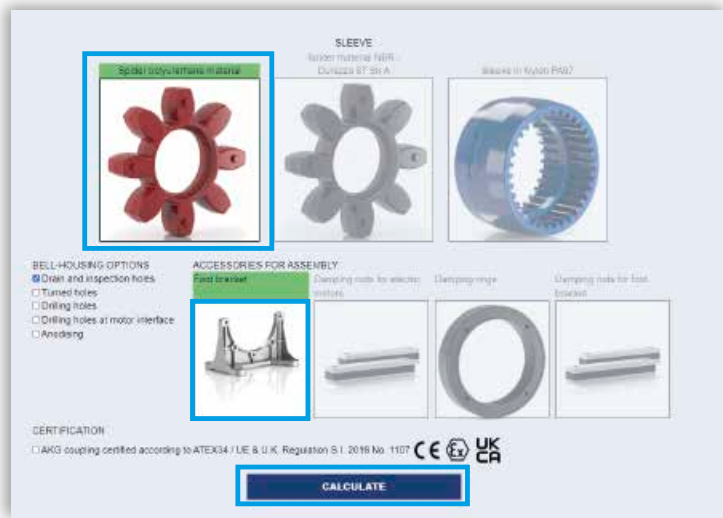 SLEEVE
Spider polyurethane material
Spider material NBR -
Durezza 87 Sh A
Sleeve in Nylon PA67
BELL-HOUSING OPTIONS
Drain and inspection holes
Turned holes
Drilling holes
Drilling holes at motor interface
Anodising
ACCESSORIES FOR ASSEMBLY
Foot bracket
Damping rods for electric
motors
Damping rings
Damping rods for foot
bracket
CERTIFICATION
AKG coupling certified according to ATEX34 / UE & U.K. Regulation S.I. 2016 No. 1107 CE Ex UK
CA
CALCULATE